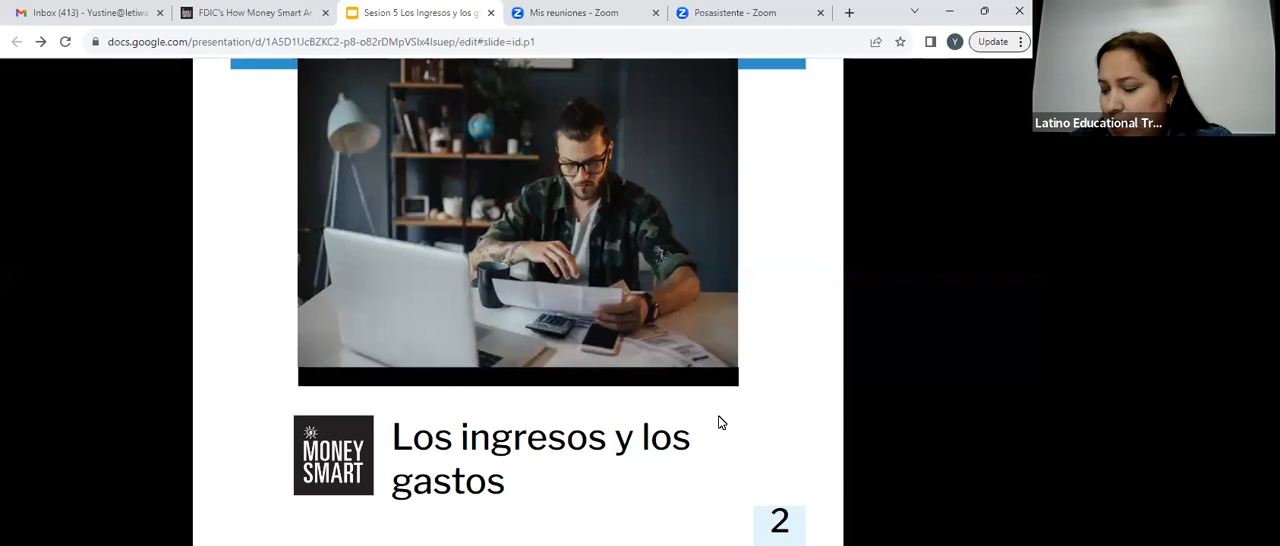 Inbox (413) - Yustine@letiwa
FDIC's How Money Smart Ar
Sesion 5 Los Ingresos y los g
Mis reuniones - Zoom
Posasistente - Zoom
docs.google.com/presentation/d/1A5D1UcBZKC2-p8-o82rDMpVSIx4Isuep/edit#slide=id.p1
Y
Update
Latino Educational Tr...
MONEY
SMART
Los ingresos y los
gastos
2